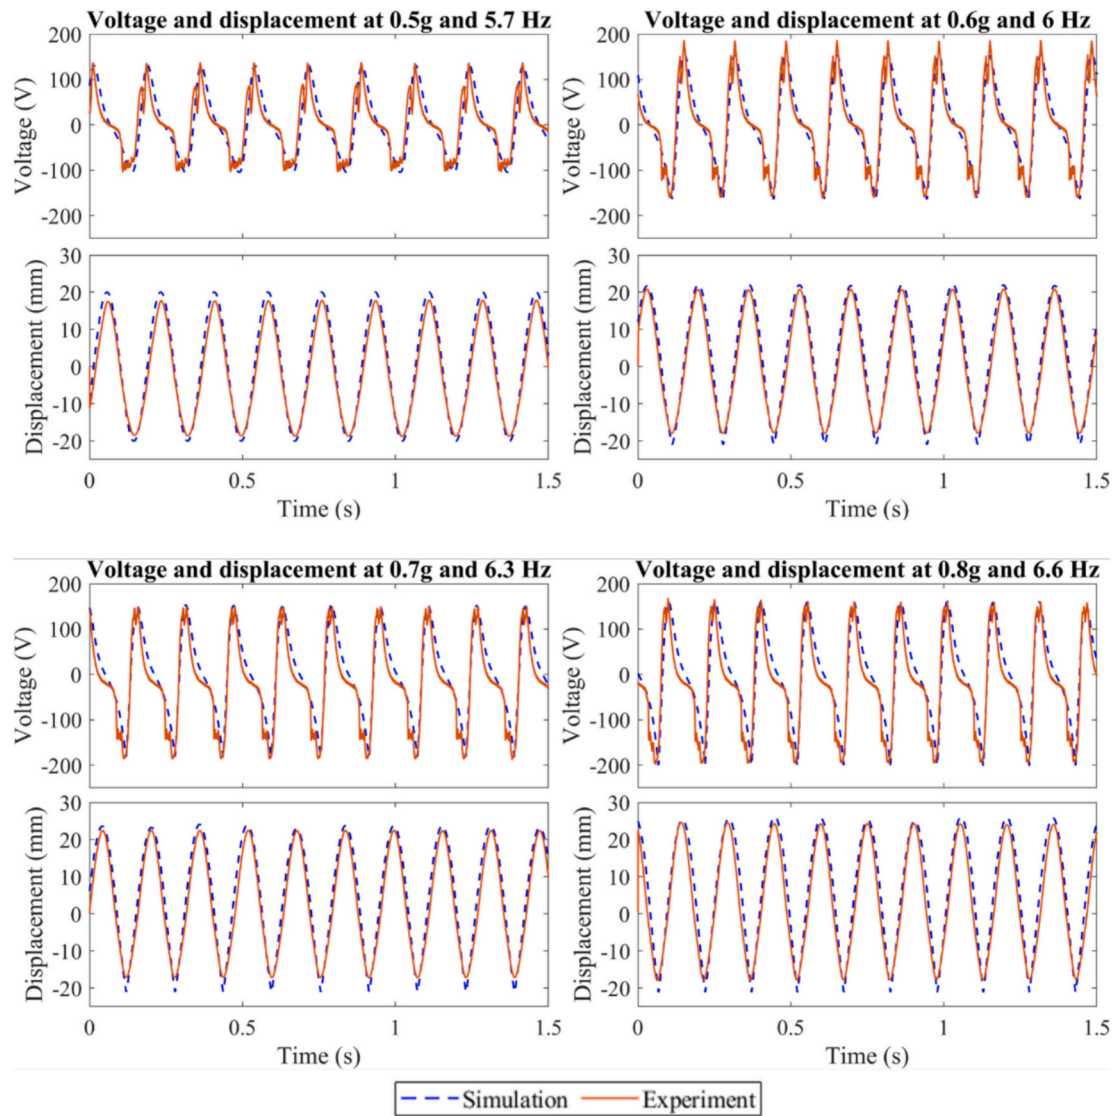 Voltage and displacement at 0.5g and 5.7 Hz
200
100
0
-100
-200
Voltage (V)
30
20
10
0
-10
-20
Displacement (mm)
0 0.5 1 1.5
Time (s)
Voltage and displacement at 0.6g and 6 Hz
200
100
0
-100
-200
Voltage (V)
30
20
10
0
-10
-20
Displacement (mm)
0 0.5 1 1.5
Time (s)
Voltage and displacement at 0.7g and 6.3 Hz
200
100
0
-100
-200
Voltage (V)
30
20
10
0
-10
-20
Displacement (mm)
0 0.5 1 1.5
Time (s)
Voltage and displacement at 0.8g and 6.6 Hz
200
100
0
-100
-200
Voltage (V)
30
20
10
0
-10
-20
Displacement (mm)
0 0.5 1 1.5
Time (s)
Simulation Experiment